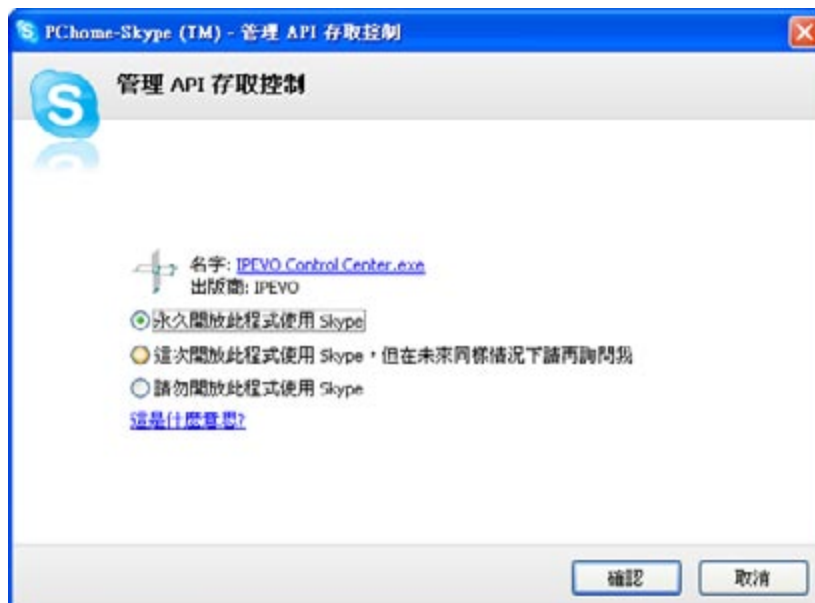 PChome-Skype (TM) - 管理 API 存取控制
管理 API 存取控制
名字: IPEVO Control Center.exe
出版商: IPEVO
永久開放此程式使用 Skype
這次開放此程式使用 Skype，但在未來同樣情況下請再詢問我
請勿開放此程式使用 Skype
這是什麼意思?
確認 取消